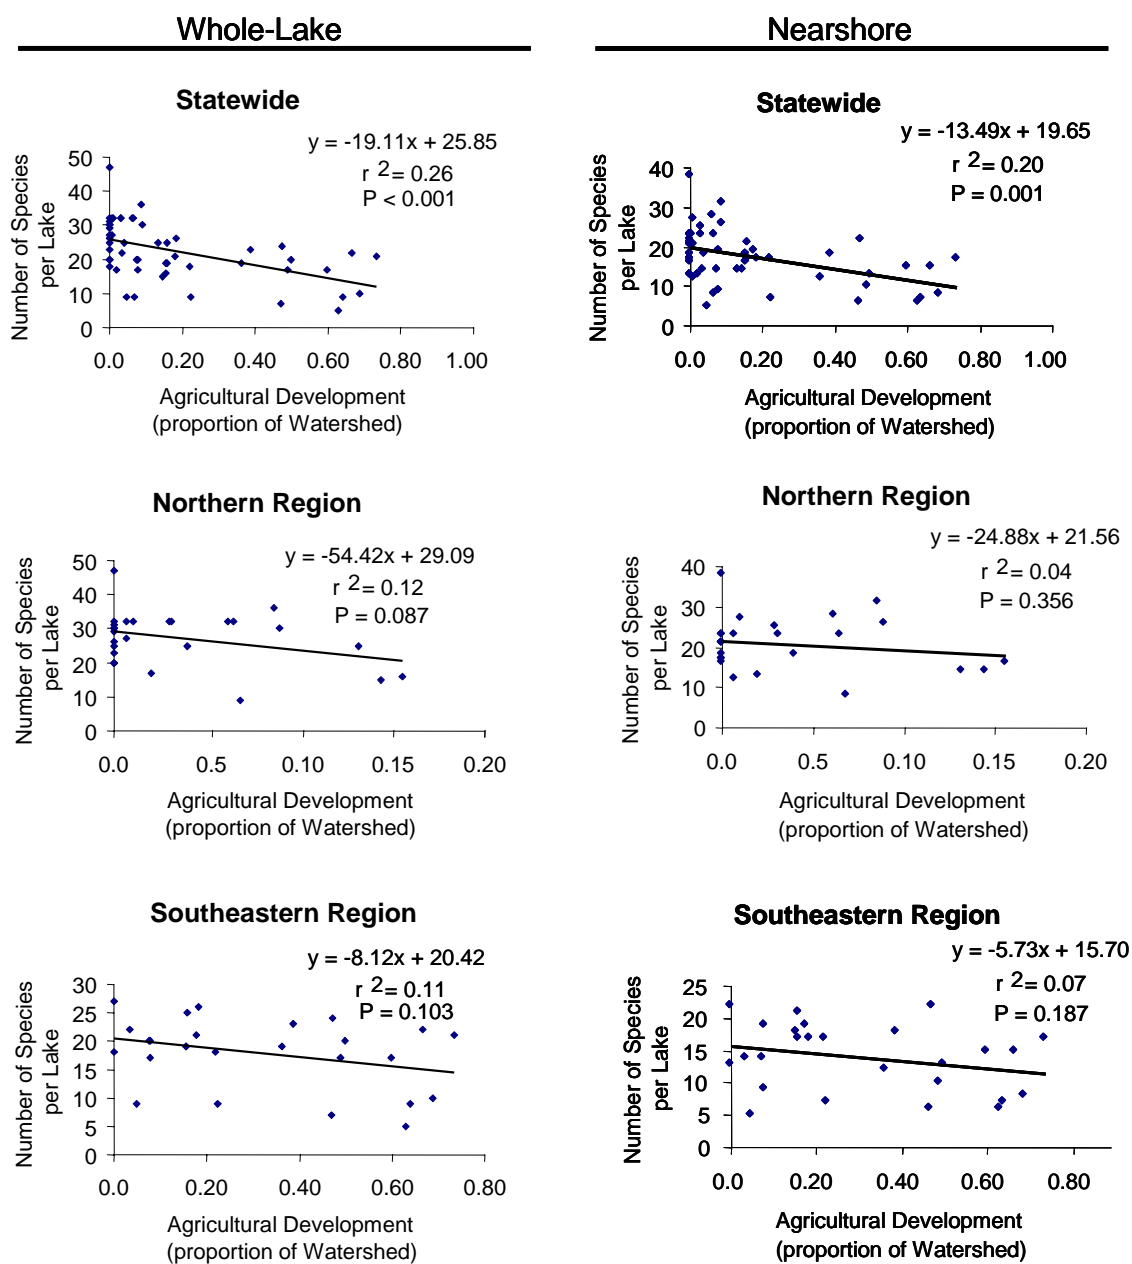 Whole-Lake
Statewide
y = -19.11x + 25.85
r 2= 0.26
P < 0.001
Number of Species
per Lake
50
40
30
20
10
0
0.0 0.20 0.40 0.60 0.80 1.00
Agricultural Development
(proportion of Watershed)
Northern Region
y = -54.42x + 29.09
r 2= 0.12
P = 0.087
Number of Species
per Lake
50
40
30
20
10
0
0.0 0.5 0.10 0.15 0.20
Agricultural Development
(proportion of Watershed)
Southeastern Region
y = -8.12x + 20.42
r 2= 0.11
P = 0.103
Number of Species
per Lake
30
25
20
15
10
5
0
0.00 0.20 0.40 0.60 0.80
Agricultural Development
(proportion of Watershed)
Nearshore
Statewide
y = -13.49x + 19.65
r 2= 0.20
P = 0.001
Number of Species
per Lake
40
30
20
10
0
0.0 0.20 0.40 0.60 0.80 1.00
Agricultural Development
(proportion of Watershed)
Northern Region
y = -24.88x + 21.56
r 2= 0.04
P = 0.356
Number of Species
per Lake
40
30
20
10
0
0.0 0.5 0.10 0.15 0.20
Agricultural Development
(proportion of Watershed)
Southeastern Region
y = -5.73x + 15.70
r 2= 0.07
P = 0.187
Number of Species
per Lake
25
20
15
10
5
0
0.00 0.20 0.40 0.60 0.80
Agricultural Development
(proportion of Watershed)